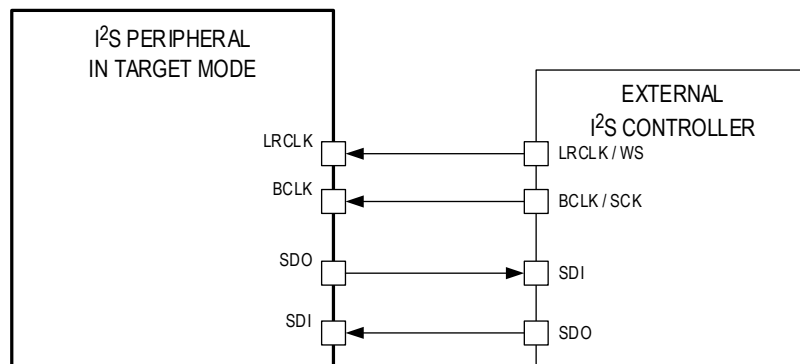 I²S PERIPHERAL
IN TARGET MODE
EXTERNAL
I²S CONTROLLER
LRCLK
LRCLK / WS
BCLK
BCLK / SCK
SDO
SDI
SDI
SDO